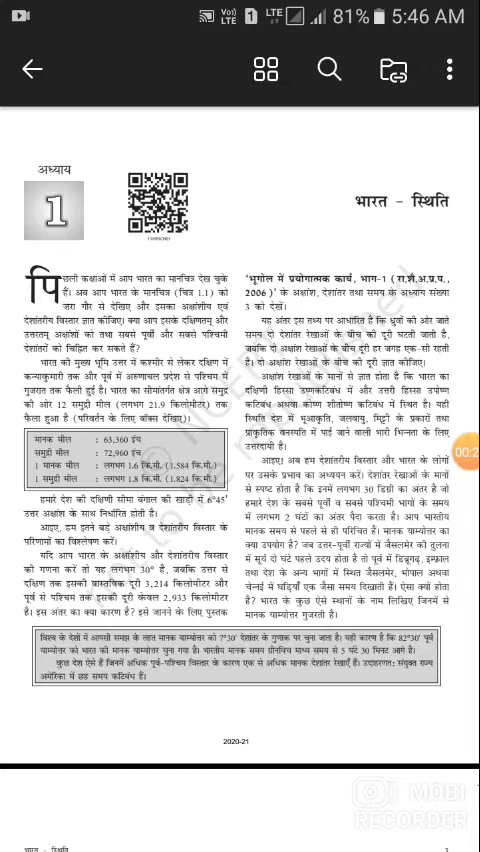 Vo) LTE 1 LTE 81% 5:46 AM
अध्याय
1
11093CH01
भारत - स्थिति
पिछली कक्षाओं में आप भारत का मानचित्र देख चुके
हैं। अब आप भारत के मानचित्र (चित्र 1.1) को
जरा गौर से देखिए और इसका अक्षांशीय एवं
देशांतरीय विस्तार ज्ञात कीजिए। क्या आप इसके दक्षिणतम् और
उत्तरतम् अक्षांशों को तथा सबसे पूर्वी और सबसे पश्चिमी
देशांतरों को चिह्नित कर सकते हैं?
भारत की मुख्य भूमि उत्तर में कश्मीर से लेकर दक्षिण में
कन्याकुमारी तक और पूर्व में अरुणाचल प्रदेश से पश्चिम में
गुजरात तक फैली हुई है। भारत का सीमांतर्गत क्षेत्र आगे समुद्र
की ओर 12 समुद्री मील (लगभग 21.9 किलोमीटर) तक
फैला हुआ है (परिवर्तन के लिए बॉक्स देखिए)।
मानक मील : 63,360 इंच
समुद्री मील : 72,960 इंच
1 मानक मील : लगभग 1.6 कि.मी. (1.584 कि.मी.)
1 समुद्री मील : लगभग 1.8 कि.मी. (1.824 कि.मी.)
हमारे देश की दक्षिणी सीमा बंगाल की खाड़ी में 6°45'
उत्तर अक्षांश के साथ निर्धारित होती है।
आइए, हम इतने बड़े अक्षांशीय व देशांतरीय विस्तार के
परिणामों का विश्लेषण करें।
यदि आप भारत के अक्षांशीय और देशांतरीय विस्तार
की गणना करें तो यह लगभग 30° है, जबकि उत्तर से
दक्षिण तक इसकी वास्तविक दूरी 3,214 किलोमीटर और
पूर्व से पश्चिम तक इसकी दूरी केवल 2,933 किलोमीटर
है। इस अंतर का क्या कारण है? इसे जानने के लिए पुस्तक
'भूगोल में प्रयोगात्मक कार्य, भाग-1 (रा.शै.अ.प्र.प.,
2006)' के अक्षांश, देशांतर तथा समय के अध्याय संख्या
3 को देखें।
यह अंतर इस तथ्य पर आधारित है कि ध्रुवों की ओर जाते
समय दो देशांतर रेखाओं के बीच की दूरी घटती जाती है,
जबकि दो अक्षांश रेखाओं के बीच दूरी हर जगह एक-सी रहती
है। दो अक्षांश रेखाओं के बीच की दूरी ज्ञात कीजिए।
अक्षांश रेखाओं के मानों से ज्ञात होता है कि भारत का
दक्षिणी हिस्सा उष्णकटिबंध में और उत्तरी हिस्सा उपोष्ण
कटिबंध अथवा कोष्ण शीतोष्ण कटिबंध में स्थित है। यही
स्थिति देश में भूआकृति, जलवायु, मिट्टी के प्रकारों तथा
प्राकृतिक वनस्पति में पाई जाने वाली भारी भिन्नता के लिए
उत्तरदायी है।
आइए! अब हम देशांतरीय विस्तार और भारत के लोगों
पर उसके प्रभाव का अध्ययन करें। देशांतर रेखाओं के मानों
से स्पष्ट होता है कि इनमें लगभग 30 डिग्री का अंतर है जो
हमारे देश के सबसे पूर्वी व सबसे पश्चिमी भागों के समय
में लगभग 2 घंटों का अंतर पैदा करता है। आप भारतीय
मानक समय से पहले से ही परिचित हैं। मानक याम्योत्तर का
क्या उपयोग है? जब उत्तर-पूर्वी राज्यों में जैसलमेर की तुलना
में सूर्य दो घंटे पहले उदय होता है तो पूर्व में डिब्रूगढ़, इम्फाल
तथा देश के अन्य भागों में स्थित जैसलमेर, भोपाल अथवा
चेन्नई में घड़ियाँ एक जैसा समय दिखाती हैं। ऐसा क्यों होता
है? भारत के कुछ ऐसे स्थानों के नाम लिखिए जिनमें से
मानक याम्योत्तर गुजरती है।
00:2
विश्व के देशों में आपसी समझ के तहत मानक याम्योत्तर को 7°30' देशांतर के गुणांक पर चुना जाता है। यही कारण है कि 82°30' पूर्व
याम्योत्तर को भारत की मानक याम्योत्तर चुना गया है। भारतीय मानक समय ग्रीनविच माध्य समय से 5 घंटे 30 मिनट आगे है।
कुछ देश ऐसे हैं जिनमें अधिक पूर्व-पश्चिम विस्तार के कारण एक से अधिक मानक देशांतर रेखाएँ हैं। उदाहरणतः संयुक्त राज्य
अमेरिका में छह समय कटिबंध हैं।
2020-21
MOBI
RECORDER
भारत - स्थिति 3